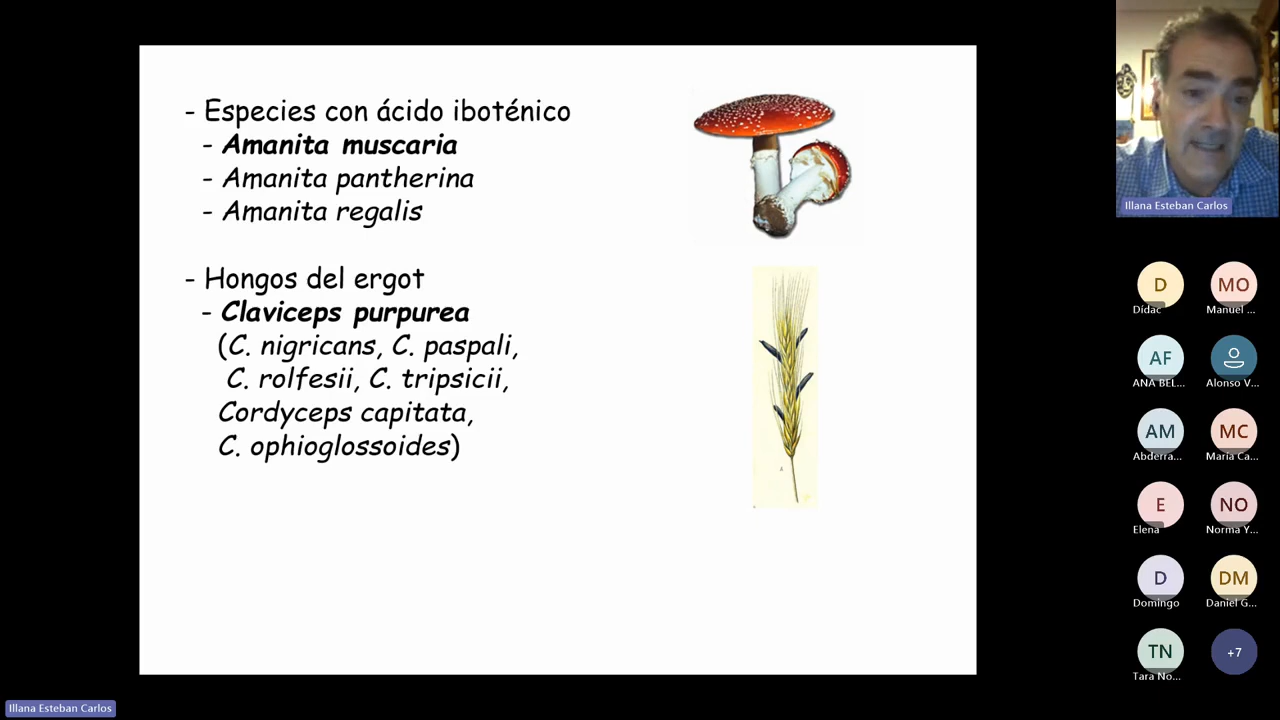 - Especies con ácido iboténico
- Amanita muscaria
- Amanita pantherina
- Amanita regalis
- Hongos del ergot
- Claviceps purpurea
(C. nigricans, C. paspali,
C. rolfesii, C. tripsicii,
Cordyceps capitata,
C. ophioglossoides)
A
Illana Esteban Carlos
D
Dídac
MO
Manuel ...
AF
ANA BEL...
Alonso V...
AM
Abderra...
MC
María Ca...
E
Elena
NO
Norma Y...
D
Domingo
DM
Daniel G...
TN
Tara No...
+7
Illana Esteban Carlos